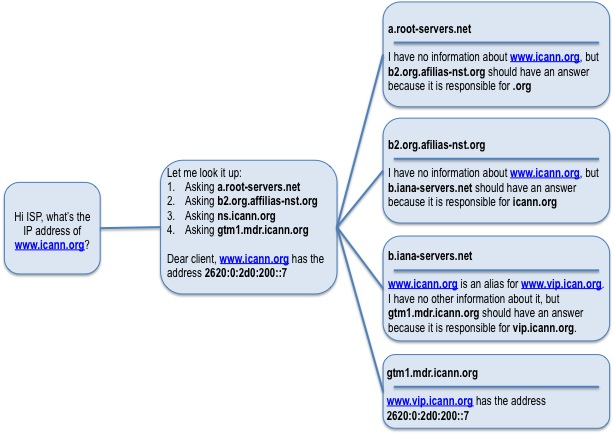 Hi ISP, what's the
IP address of
www.icann.org?
Let me look it up:
1. Asking a.root-servers.net
2. Asking b2.org.affilias-nst.org
3. Asking ns.icann.org
4. Asking gtm1.mdr.icann.org
Dear client, www.icann.org has the
address 2620:0:2d0:200::7
a.root-servers.net
I have no information about www.icann.org, but
b2.org.afilias-nst.org should have an answer
because it is responsible for .org
b2.org.afilias-nst.org
I have no information about www.icann.org, but
b.iana-servers.net should have an answer
because it is responsible for icann.org
b.iana-servers.net
www.icann.org is an alias for www.vip.icann.org.
I have no other information about it, but
gtm1.mdr.icann.org should have an answer
because it is responsible for vip.icann.org.
gtm1.mdr.icann.org
www.vip.icann.org has the address
2620:0:2d0:200::7